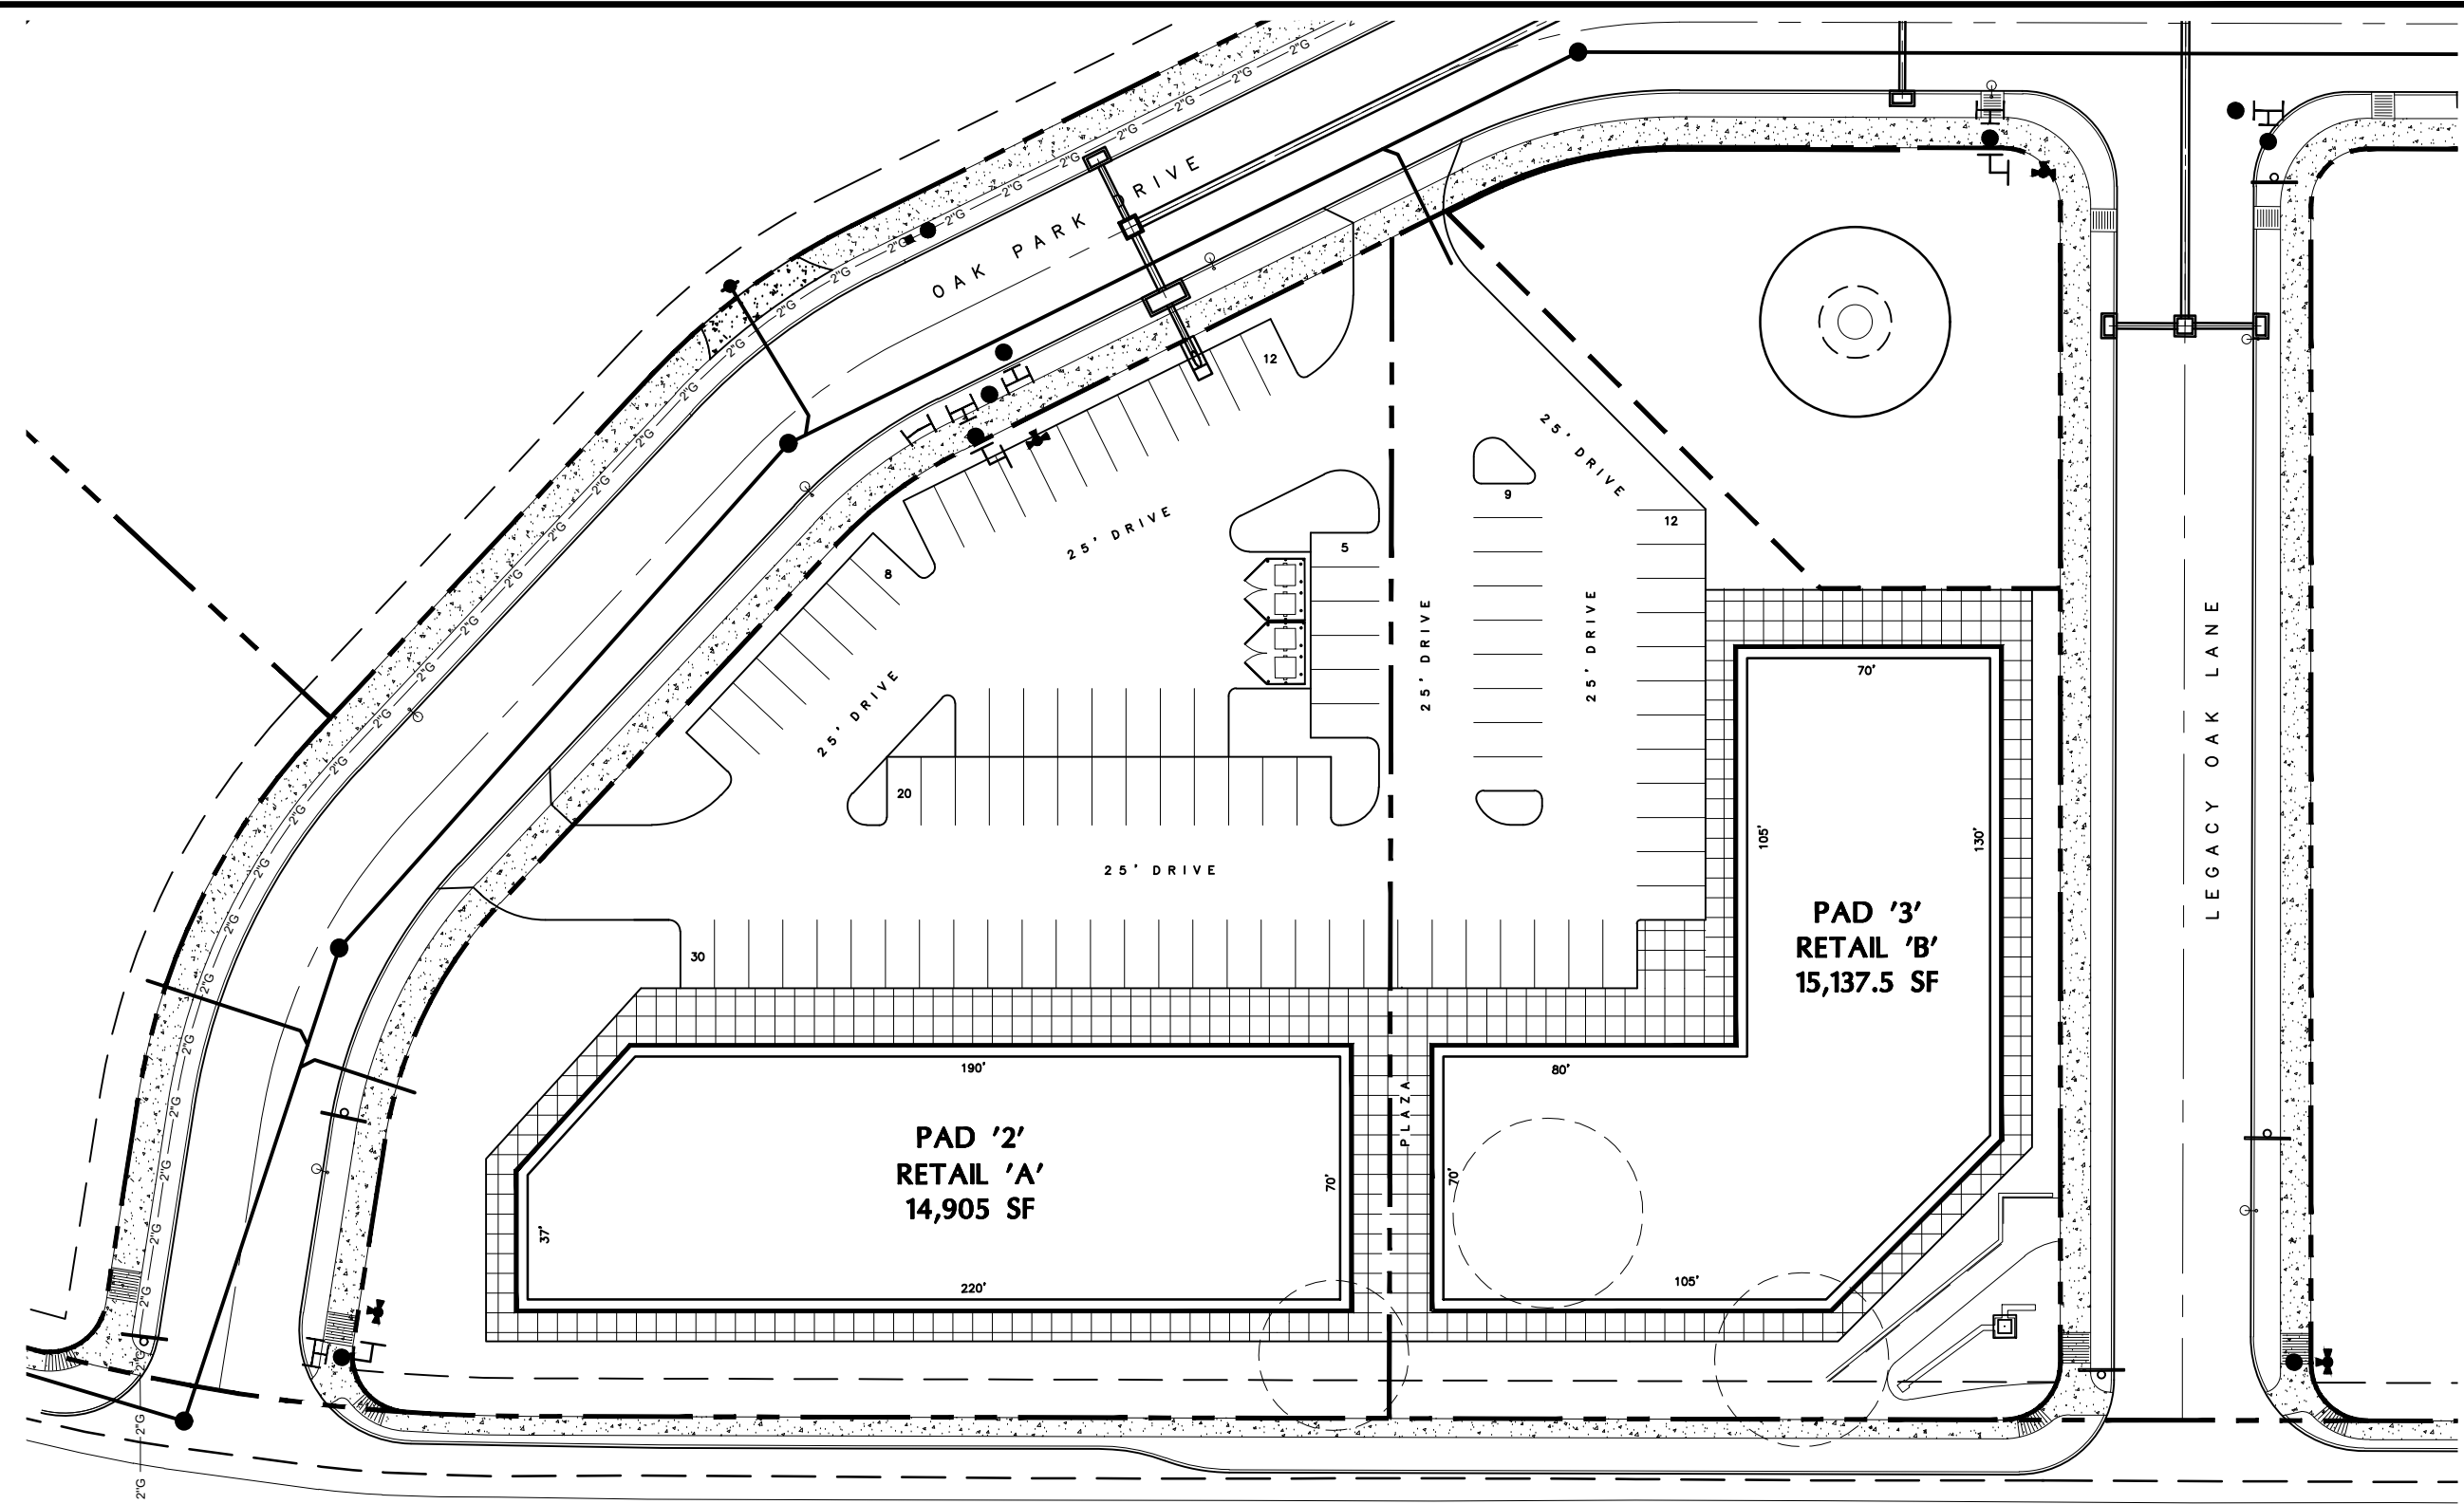 OAK PARK DRIVE
2"G
12
25' DRIVE
9
12
25' DRIVE
5
8
25' DRIVE
25' DRIVE
25' DRIVE
20
25' DRIVE
30
LEGACY OAK LANE
70'
105'
130'
PAD '3'
RETAIL 'B'
15,137.5 SF
80'
70'
105'
PLAZA
190'
PAD '2'
RETAIL 'A'
14,905 SF
70'
37'
220'